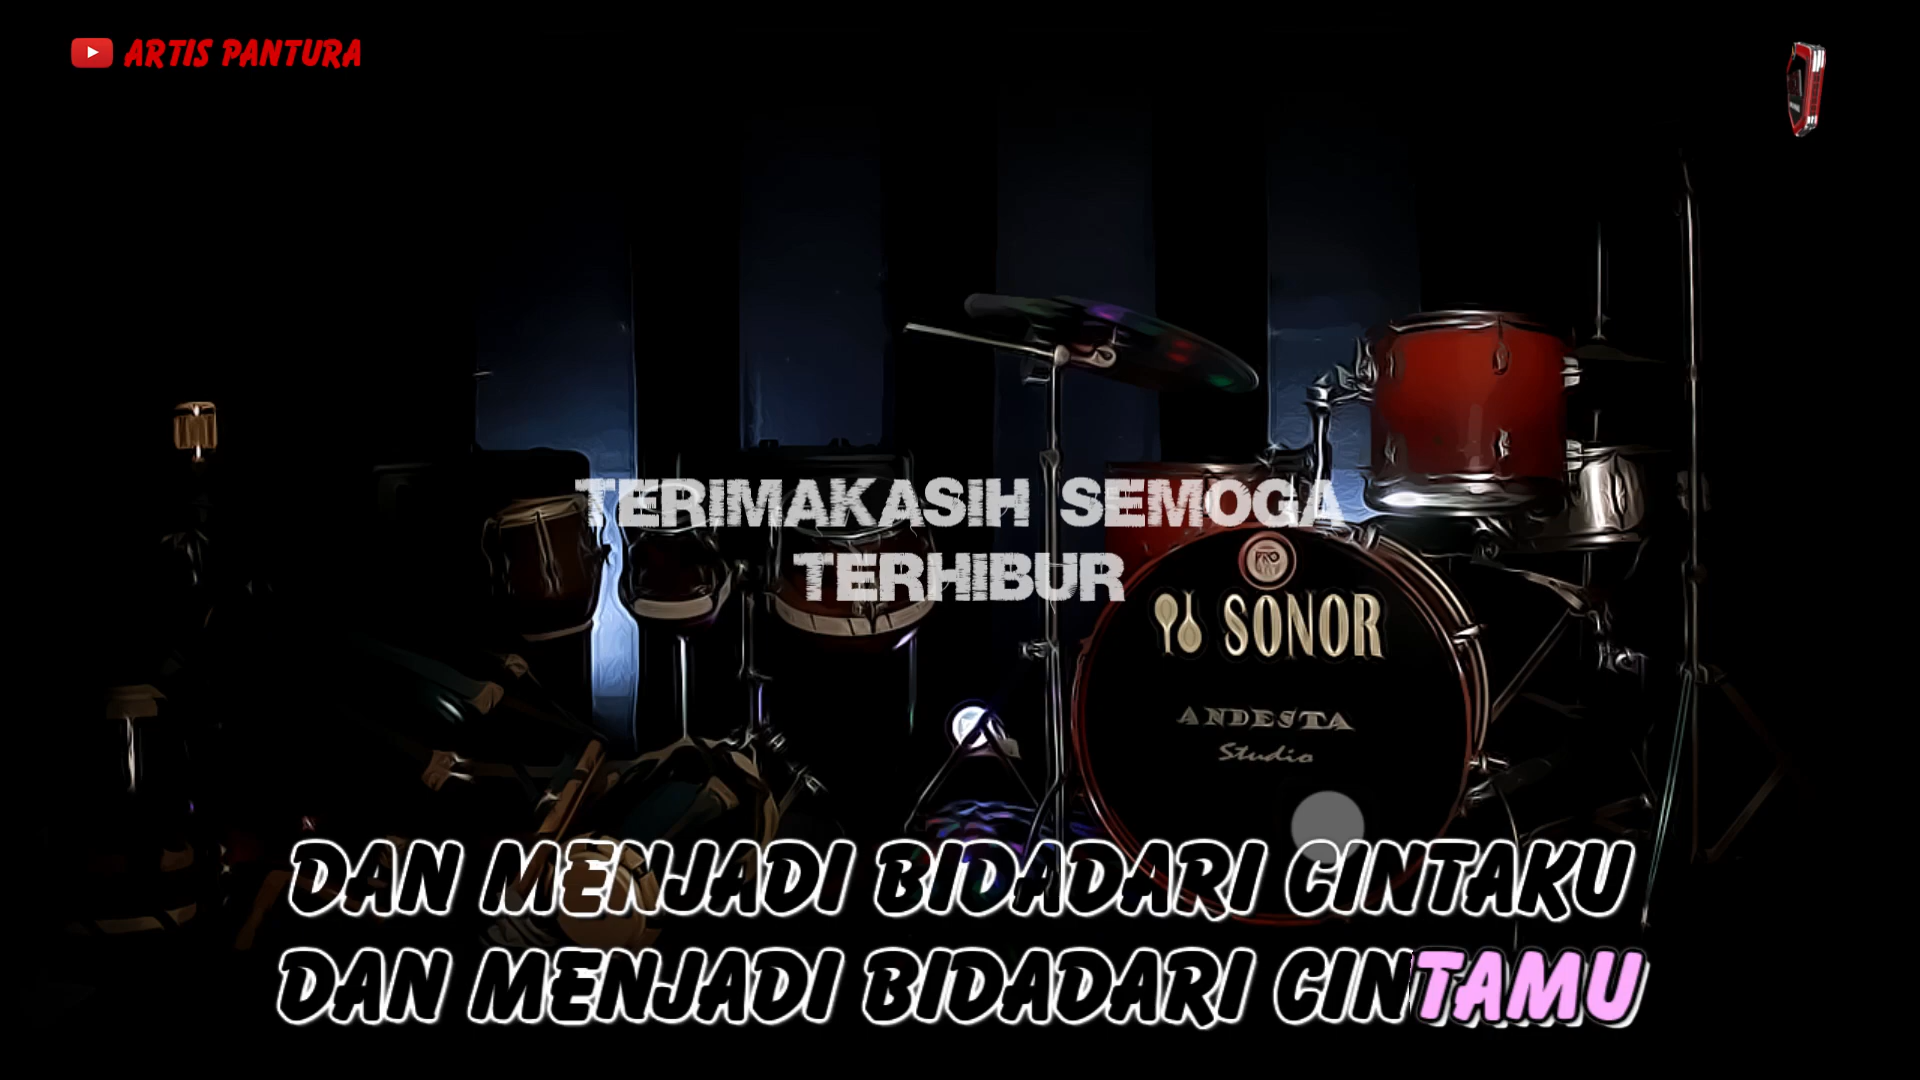 ARTIS PANTURA
TERIMAKASIH SEMOGA
TERHIBUR
SONOR
ANDESTA
Studio
DAN MENJADI BIDADARI CINTAKU
DAN MENJADI BIDADARI CINTAMU